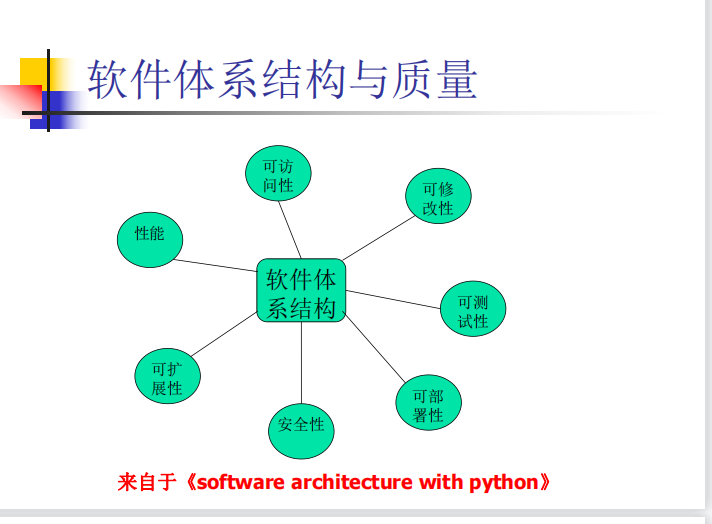 软件体系结构与质量
可访
问性
可修
改性
性能
软件体
系结构
可测
试性
可扩
展性
可部
署性
安全性
来自于《software architecture with python》